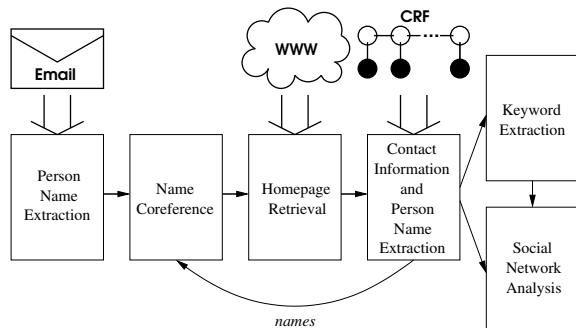 Email
WWW
CRF
Person
Name
Extraction
Name
Coreference
Homepage
Retrieval
Contact
Information
and
Person
Name
Extraction
Keyword
Extraction
Social
Network
Analysis
names